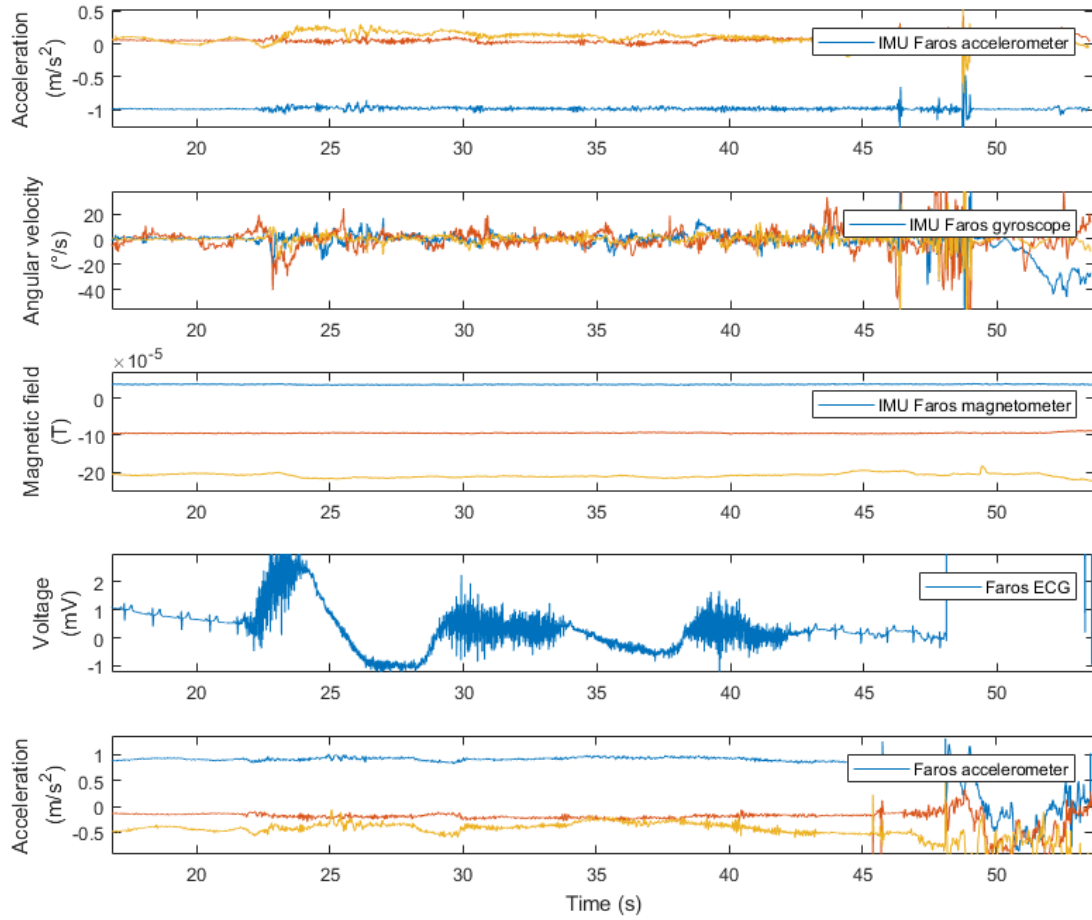 Acceleration
(m/s²)
0.5
0
-0.5
-1
IMU Faros accelerometer
20 25 30 35 40 45 50
Angular velocity
(°/s)
20
0
-20
-40
IMU Faros gyroscope
20 25 30 35 40 45 50
× 10⁻⁵
Magnetic field
(T)
0
-10
-20
IMU Faros magnetometer
20 25 30 35 40 45 50
Voltage
(mV)
2
1
0
-1
Faros ECG
20 25 30 35 40 45 50
Acceleration
(m/s²)
1
0.5
0
-0.5
Faros accelerometer
20 25 30 35 40 45 50
Time (s)